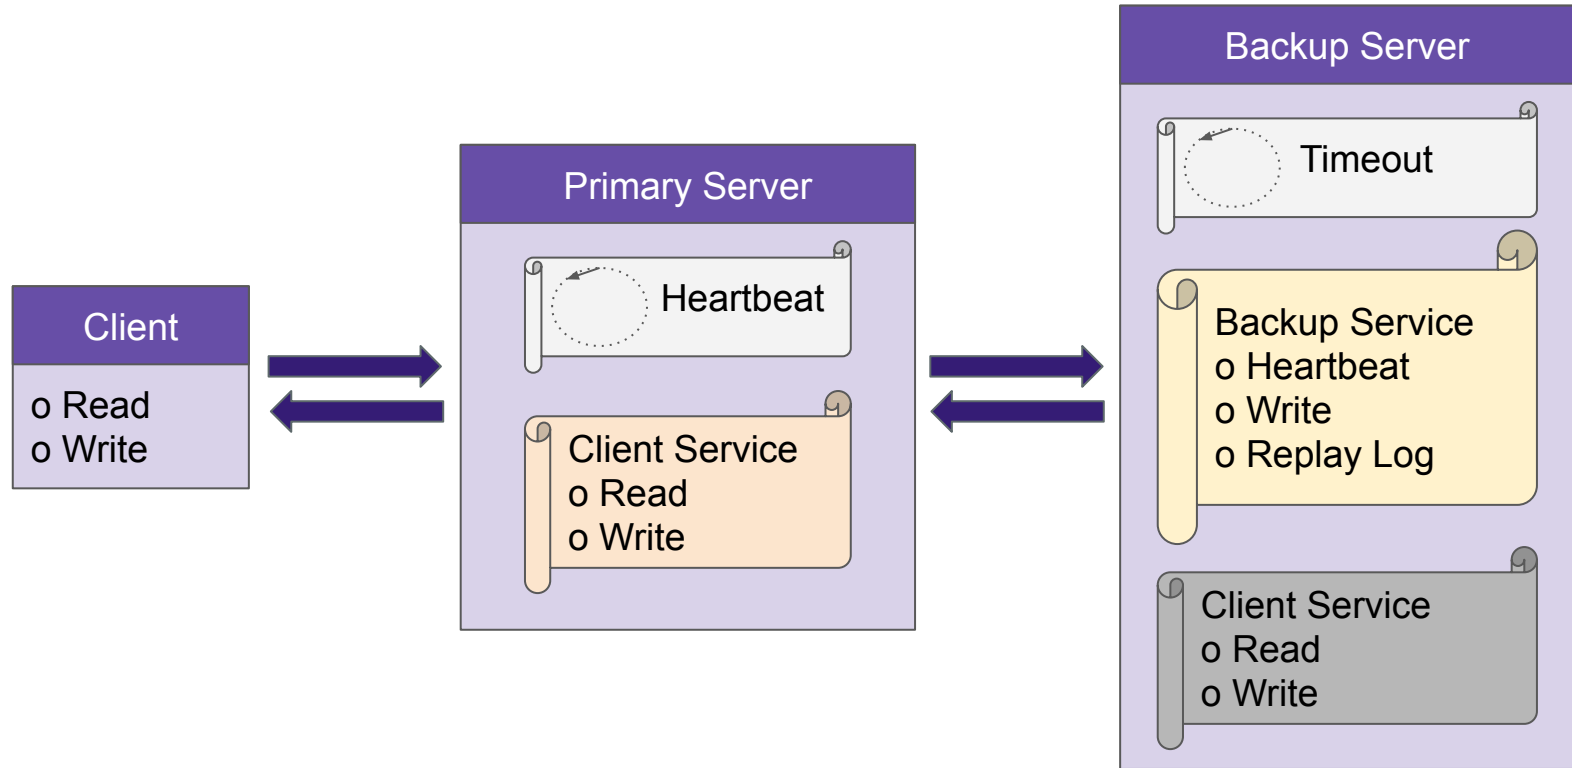 Client
o Read
o Write
Primary Server
Heartbeat
Client Service
o Read
o Write
Backup Server
Timeout
Backup Service
o Heartbeat
o Write
o Replay Log
Client Service
o Read
o Write